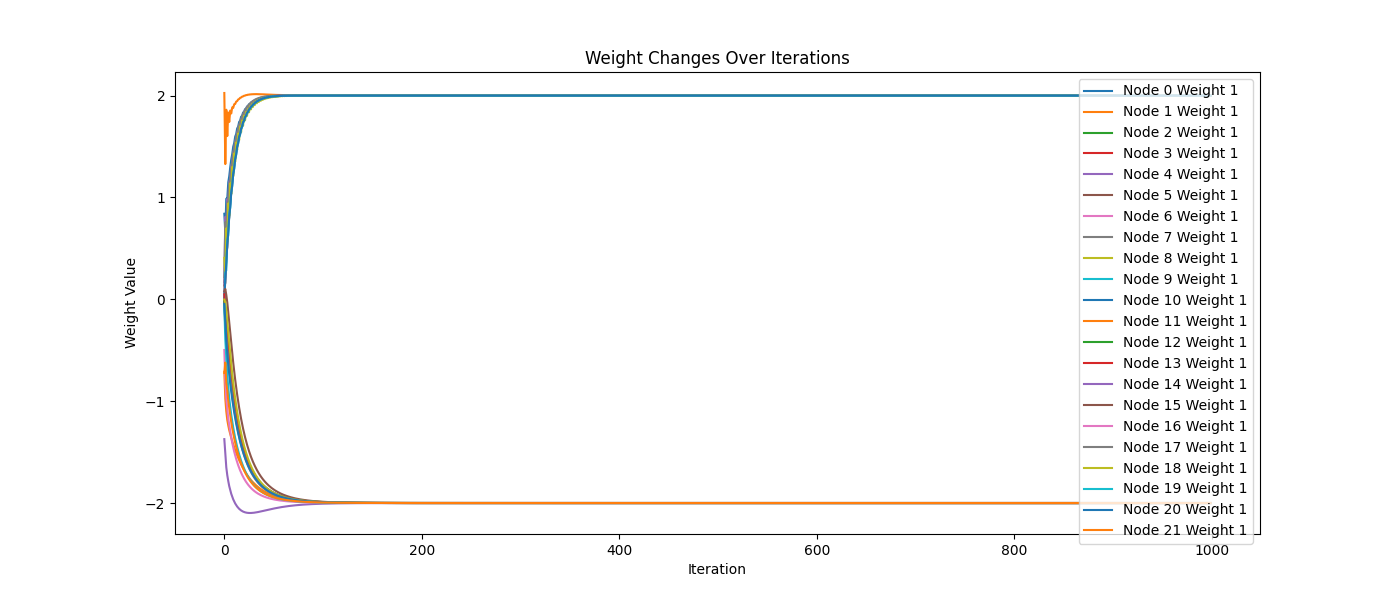 Weight Changes Over Iterations
Weight Value
2
1
0
−1
−2
Node 0 Weight 1
Node 1 Weight 1
Node 2 Weight 1
Node 3 Weight 1
Node 4 Weight 1
Node 5 Weight 1
Node 6 Weight 1
Node 7 Weight 1
Node 8 Weight 1
Node 9 Weight 1
Node 10 Weight 1
Node 11 Weight 1
Node 12 Weight 1
Node 13 Weight 1
Node 14 Weight 1
Node 15 Weight 1
Node 16 Weight 1
Node 17 Weight 1
Node 18 Weight 1
Node 19 Weight 1
Node 20 Weight 1
Node 21 Weight 1
0 200 400 600 800 1000
Iteration